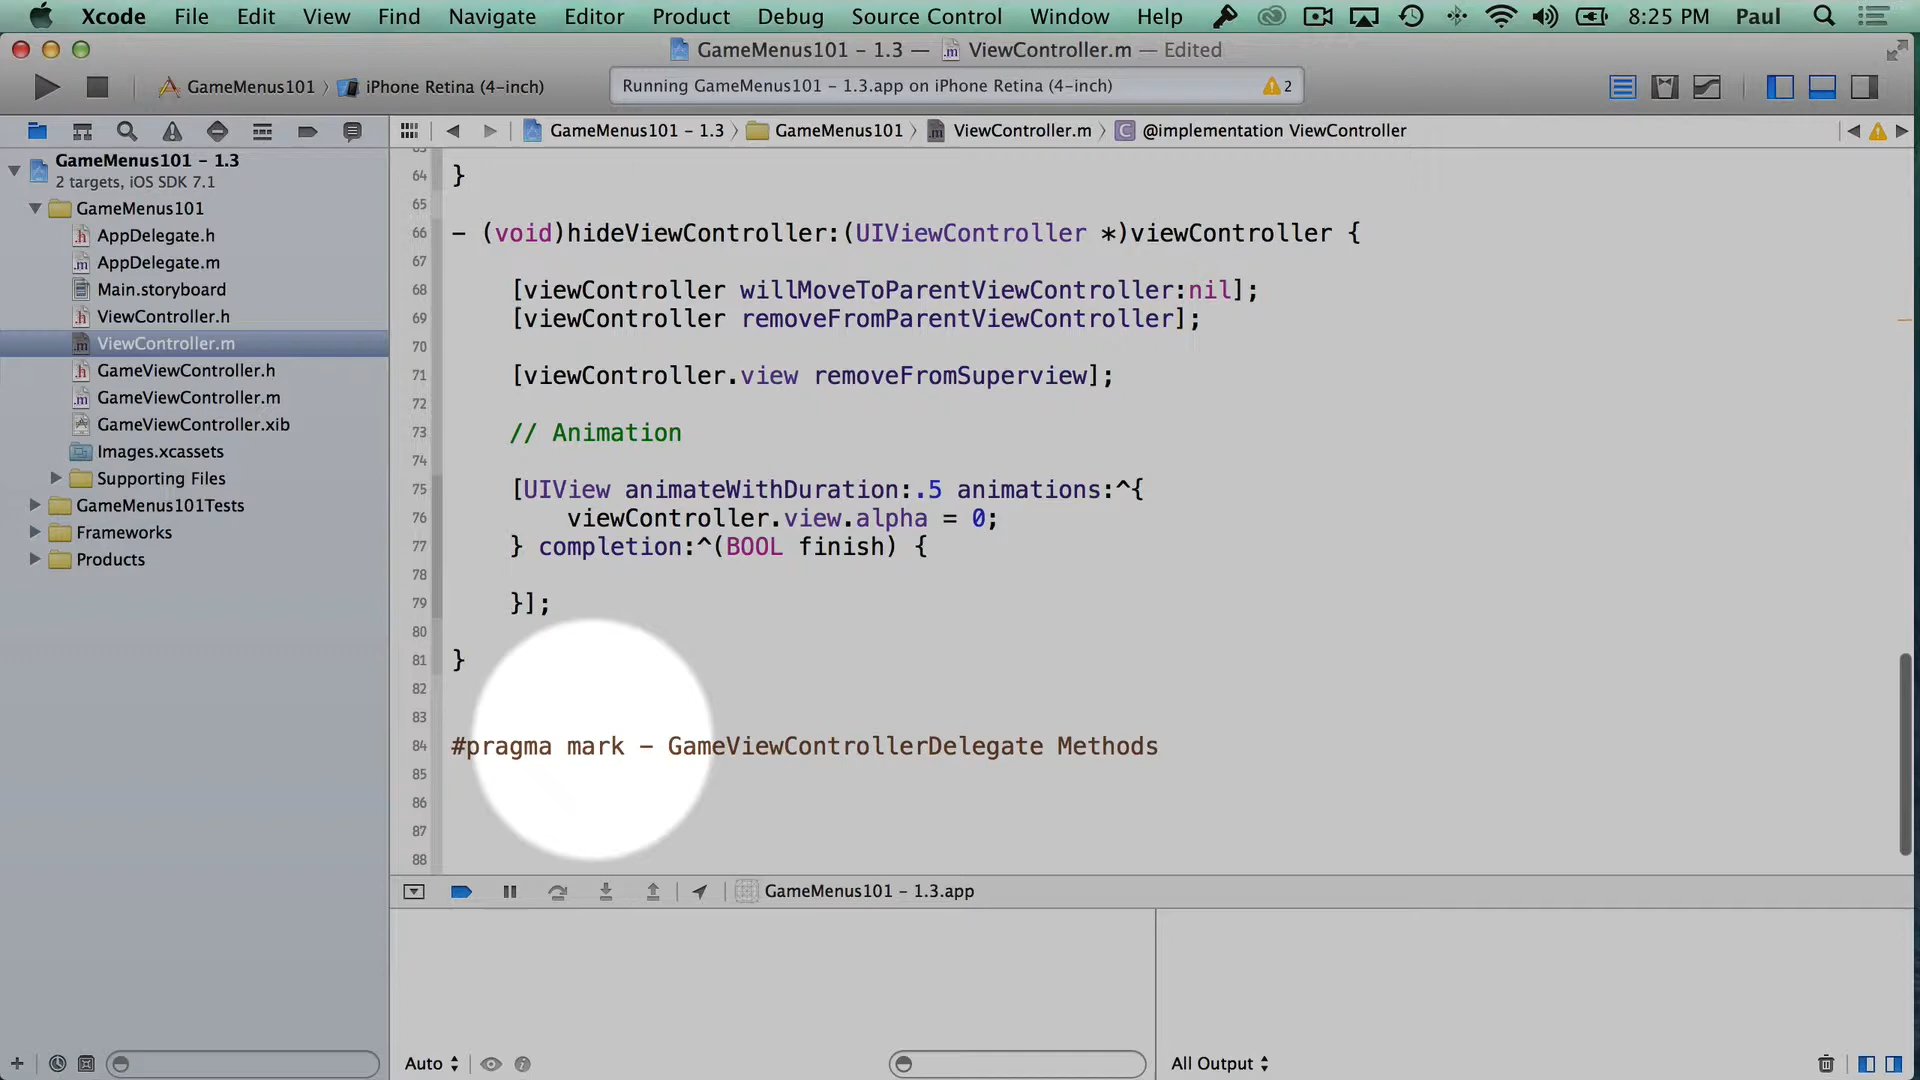 Xcode File Edit View Find Navigate Editor Product Debug Source Control Window Help 8:25 PM Paul
GameMenus101 – 1.3 — ViewController.m — Edited
GameMenus101 iPhone Retina (4-inch) Running GameMenus101 – 1.3.app on iPhone Retina (4-inch) 2
GameMenus101 – 1.3 GameMenus101 ViewController.m @implementation ViewController
GameMenus101 – 1.3
2 targets, iOS SDK 7.1
GameMenus101
AppDelegate.h
AppDelegate.m
Main.storyboard
ViewController.h
ViewController.m
GameViewController.h
GameViewController.m
GameViewController.xib
Images.xcassets
Supporting Files
GameMenus101Tests
Frameworks
Products
64 }
65
66 – (void)hideViewController:(UIViewController *)viewController {
67
68 [viewController willMoveToParentViewController:nil];
69 [viewController removeFromParentViewController];
70
71 [viewController.view removeFromSuperview];
72
73 // Animation
74
75 [UIView animateWithDuration:.5 animations:^{
76 viewController.view.alpha = 0;
77 } completion:^(BOOL finish) {
78
79 }];
80
81 }
82
83
84 #pragma mark – GameViewControllerDelegate Methods
85
86
87
88
GameMenus101 – 1.3.app
Auto All Output